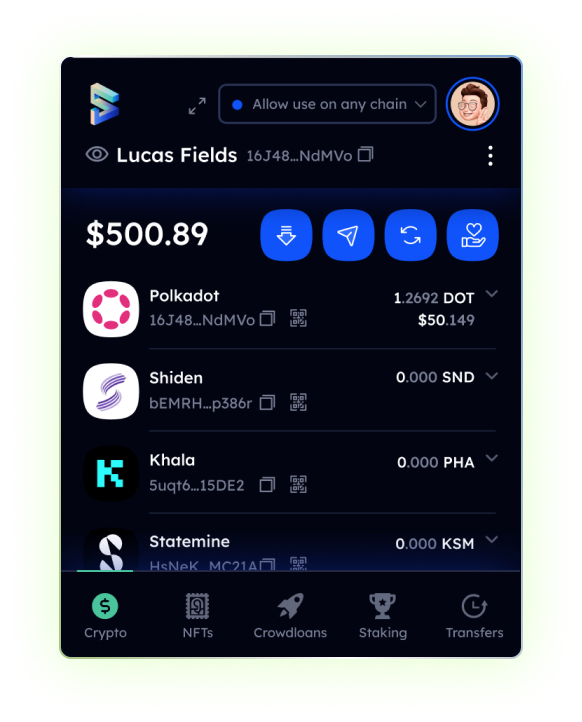 Allow use on any chain
Lucas Fields 16J48...NdMVo
$500.89
Polkadot 1.2692 DOT
16J48...NdMVo $50.149
Shiden 0.000 SND
bEMRH...p386r
Khala 0.000 PHA
5uqt6...15DE2
Statemine 0.000 KSM
HsNeK...MC21A
Crypto NFTs Crowdloans Staking Transfers